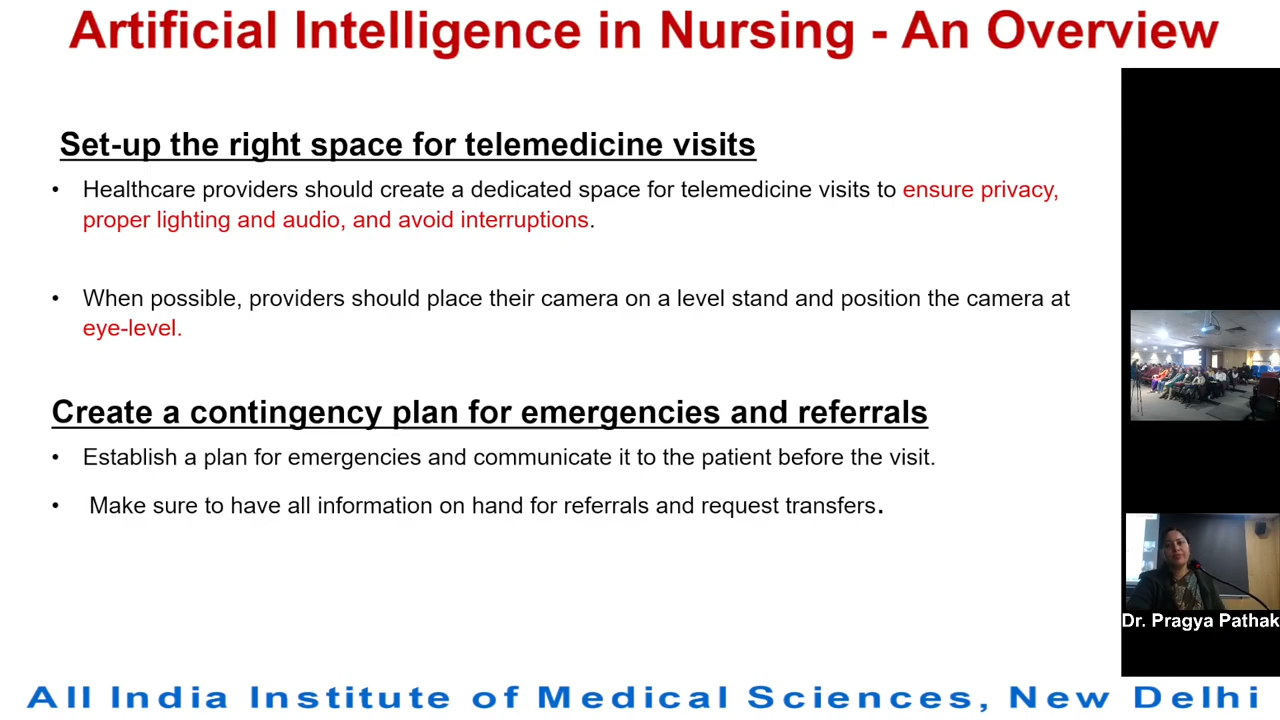 Artificial Intelligence in Nursing - An Overview
Set-up the right space for telemedicine visits
• Healthcare providers should create a dedicated space for telemedicine visits to ensure privacy,
proper lighting and audio, and avoid interruptions.
• When possible, providers should place their camera on a level stand and position the camera at
eye-level.
Create a contingency plan for emergencies and referrals
• Establish a plan for emergencies and communicate it to the patient before the visit.
• Make sure to have all information on hand for referrals and request transfers.
Dr. Pragya Pathak
All India Institute of Medical Sciences, New Delhi